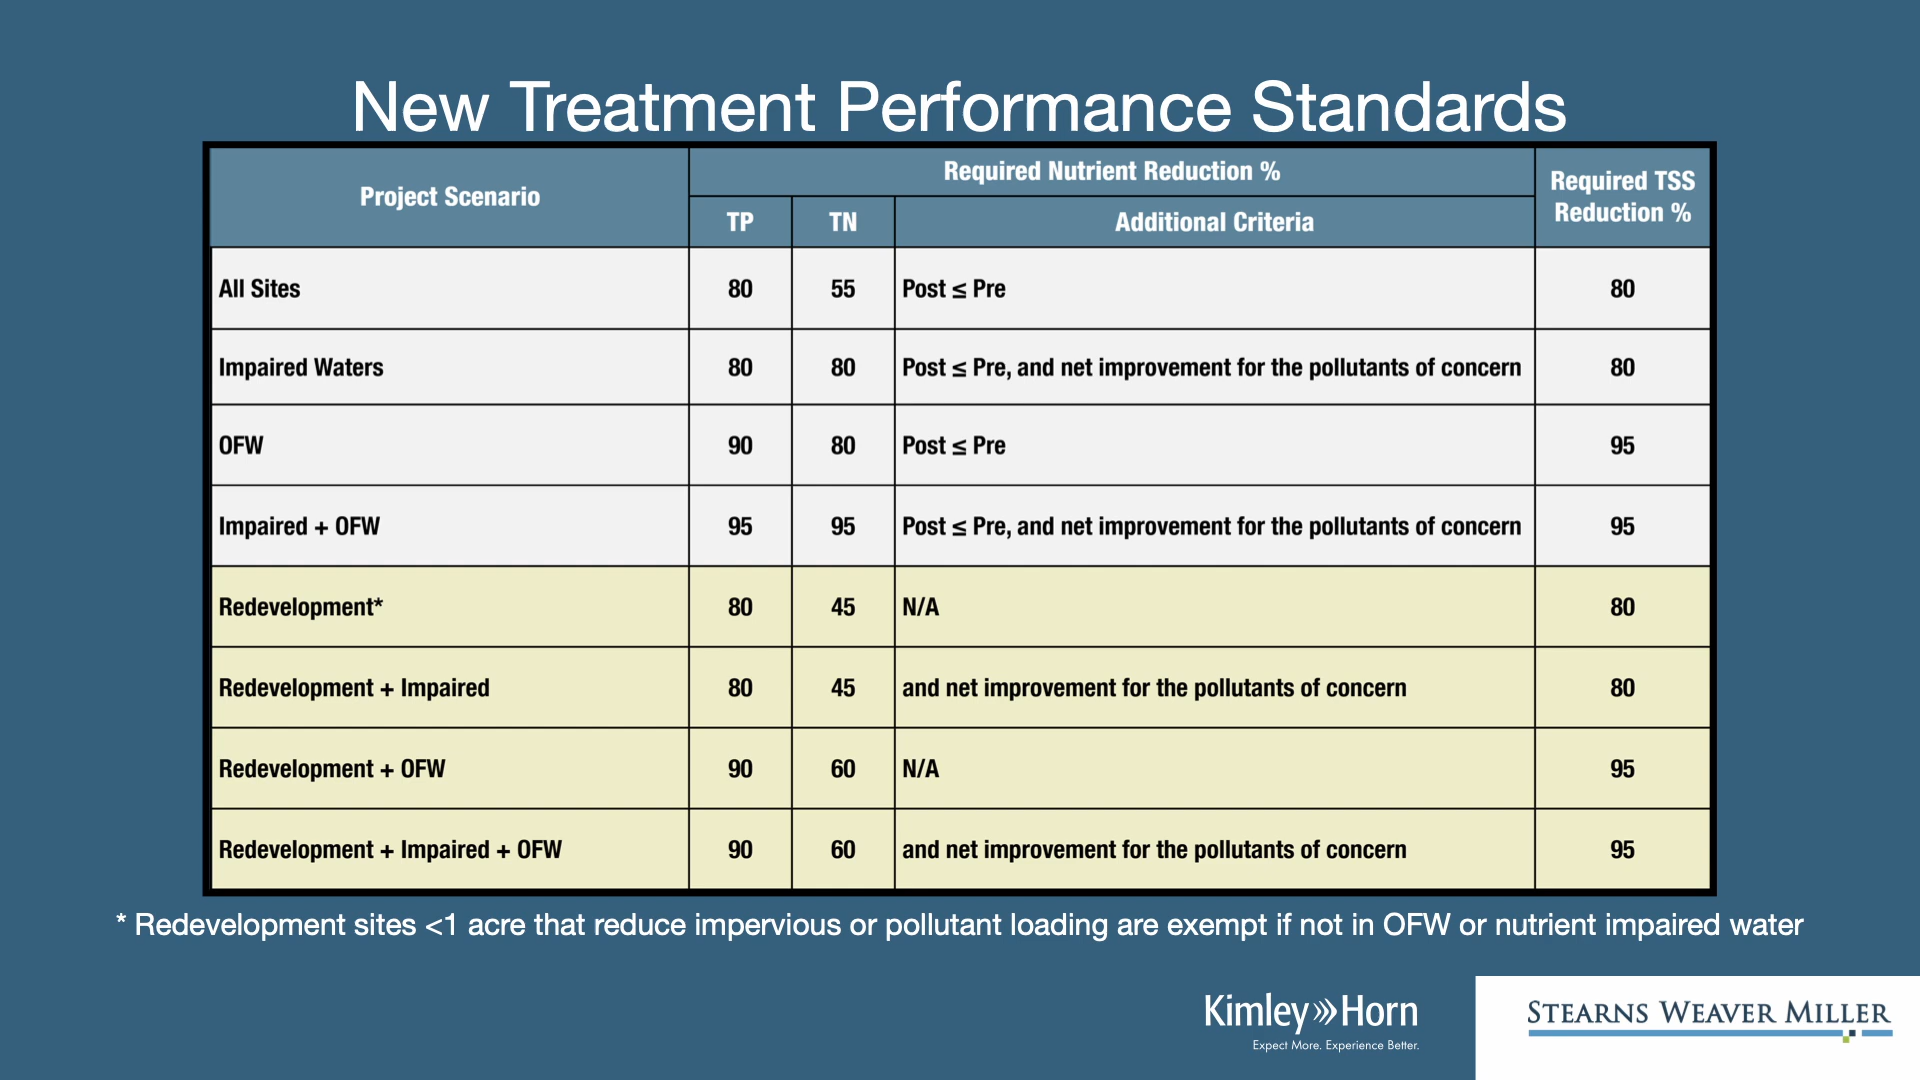 New Treatment Performance Standards
Project Scenario
Required Nutrient Reduction %
Required TSS
Reduction %
TP
TN
Additional Criteria
All Sites
80
55
Post ≤ Pre
80
Impaired Waters
80
80
Post ≤ Pre, and net improvement for the pollutants of concern
80
OFW
90
80
Post ≤ Pre
95
Impaired + OFW
95
95
Post ≤ Pre, and net improvement for the pollutants of concern
95
Redevelopment*
80
45
N/A
80
Redevelopment + Impaired
80
45
and net improvement for the pollutants of concern
80
Redevelopment + OFW
90
60
N/A
95
Redevelopment + Impaired + OFW
90
60
and net improvement for the pollutants of concern
95
* Redevelopment sites <1 acre that reduce impervious or pollutant loading are exempt if not in OFW or nutrient impaired water
Kimley»Horn
Expect More. Experience Better.
STEARNS WEAVER MILLER